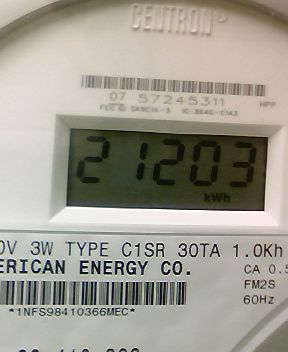 CENTRON®
07 57245311 HPP
21203
kWh
0V 3W TYPE C1SR 30TA 1.0Kh
ERICAN ENERGY CO.
CA 0.5
FM2S
60Hz
*1NFS98410366MEC*